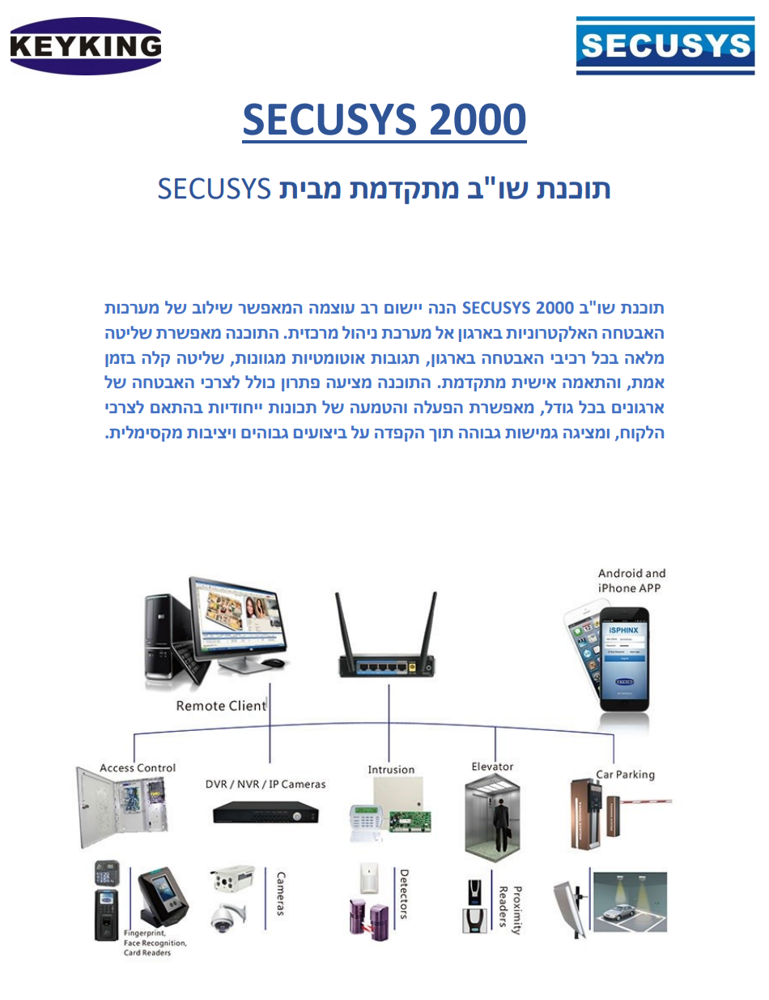 KEYKING
SECUSYS
SECUSYS 2000
תוכנת שו"ב מתקדמת מבית SECUSYS
תוכנת שו"ב SECUSYS 2000 הנה יישום רב עוצמה המאפשר שילוב של מערכות
האבטחה האלקטרוניות בארגון אל מערכת ניהול מרכזית. התוכנה מאפשרת שליטה
מלאה בכל רכיבי האבטחה בארגון, תגובות אוטומטיות מגוונות, שליטה קלה בזמן
אמת, והתאמה אישית מתקדמת. התוכנה מציעה פתרון כולל לצרכי האבטחה של
ארגונים בכל גודל, מאפשרת הפעלה והטמעה של תכונות ייחודיות בהתאם לצרכי
הלקוח, ומציגה גמישות גבוהה תוך הקפדה על ביצועים גבוהים ויציבות מקסימלית.
Android and
iPhone APP
iSPHINX
Remote Client
Access Control
DVR / NVR / IP Cameras
Intrusion
Elevator
Car Parking
Fingerprint,
Face Recognition,
Card Readers
Cameras
Detectors
Proximity
Readers